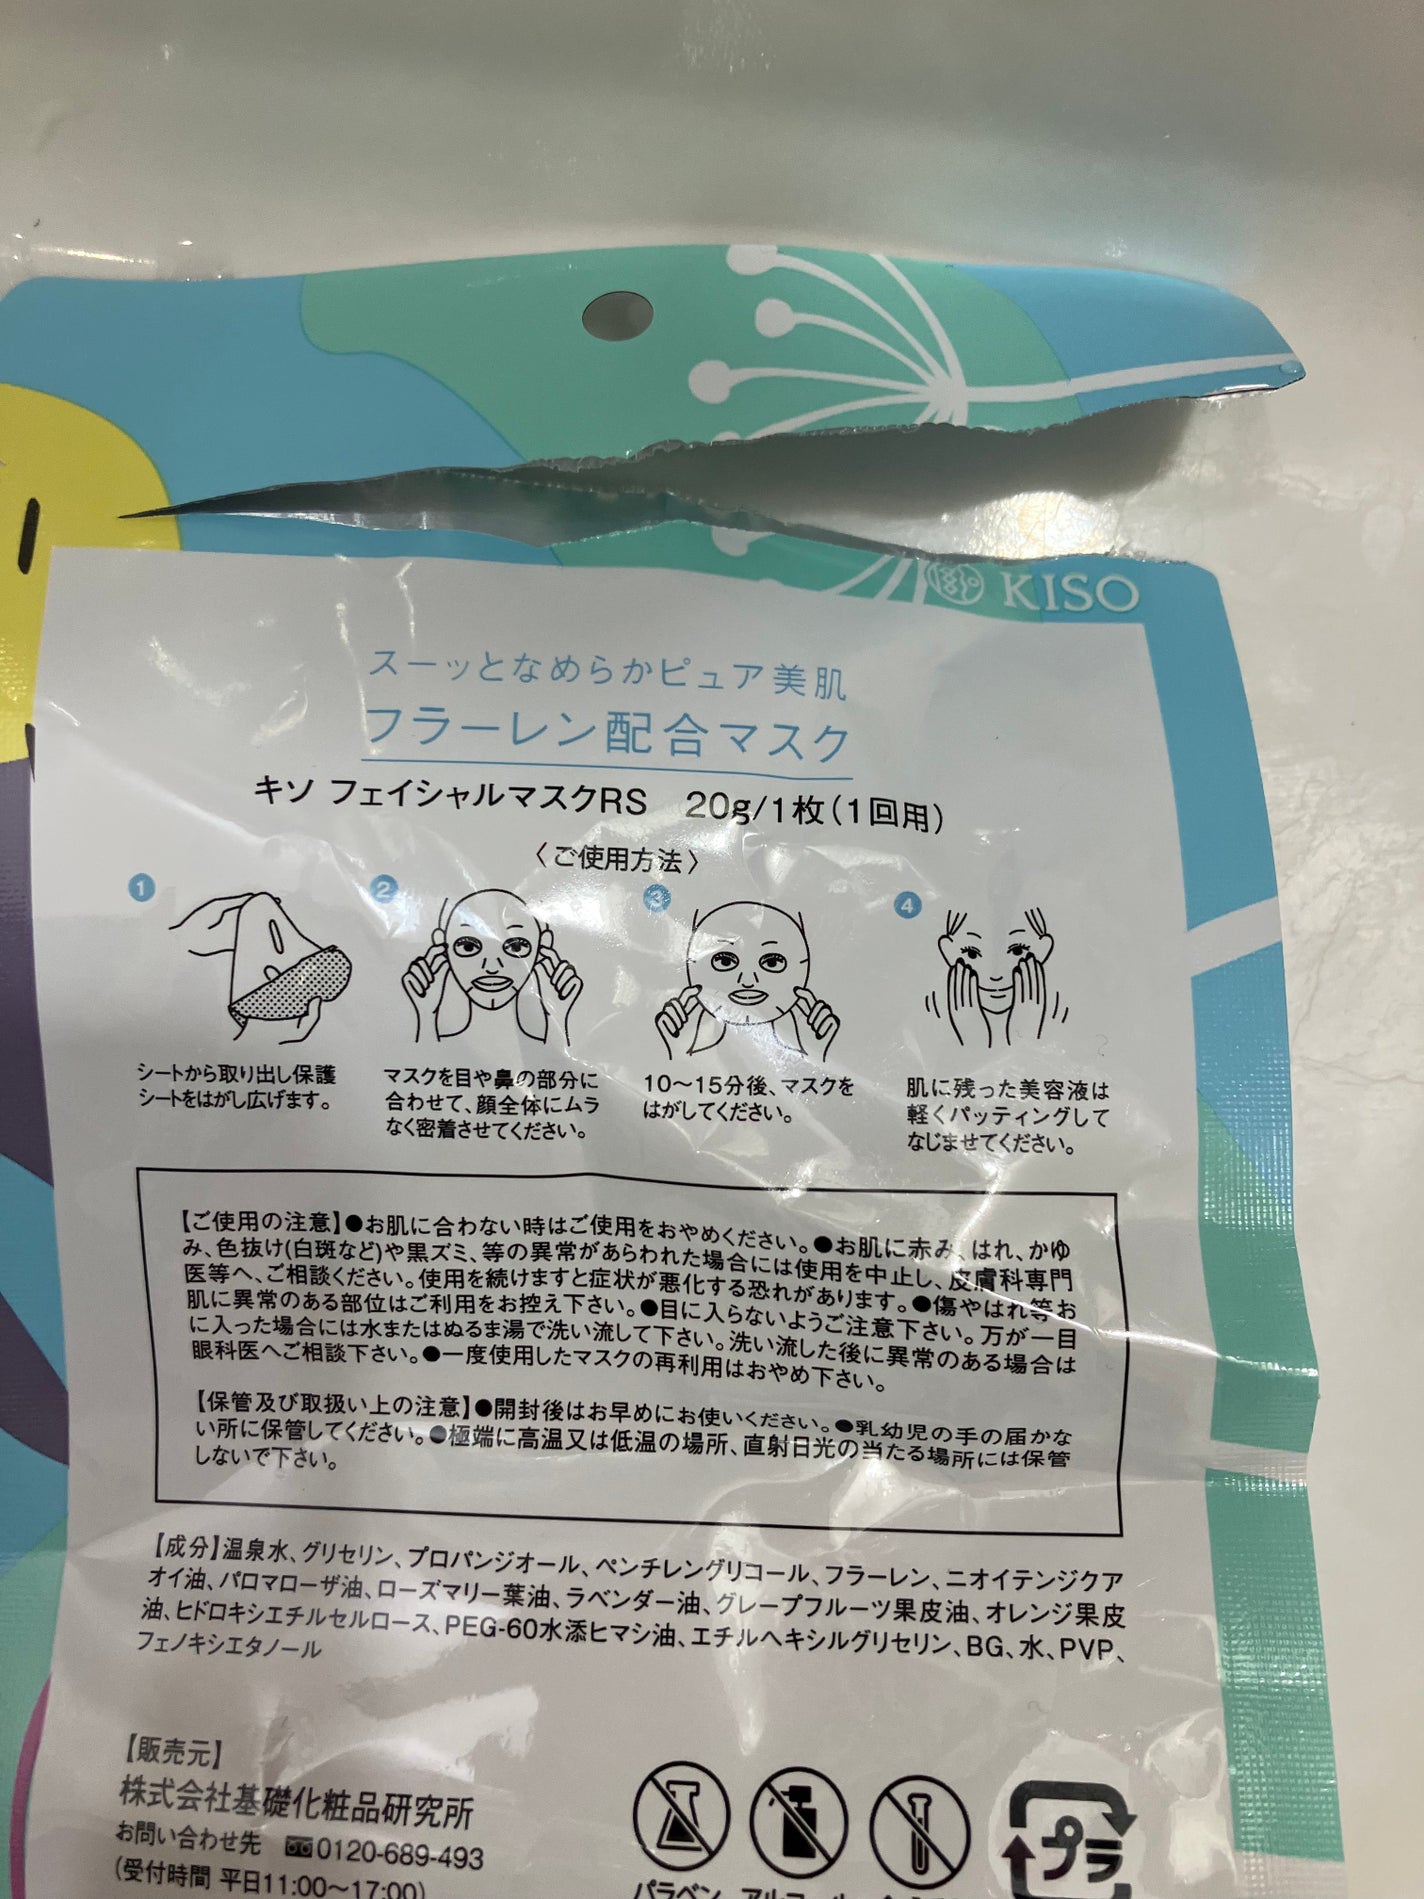 KISO
スーッとなめらかピュア美肌
フラーレン配合マスク
キソ フェイシャルマスクRS 20g/1枚(1回用)
〈ご使用方法〉
1
シートから取り出し保護
シートをはがし広げます。
2
マスクを目や鼻の部分に
合わせて、顔全体にムラ
なく密着させてください。
3
10〜15分後、マスクを
はがしてください。
4
肌に残った美容液は
軽くパッティングして
なじませてください。
【ご使用の注意】●お肌に合わない時はご使用をおやめください。●お肌に赤み、はれ、かゆ
み、色抜け(白斑など)や黒ズミ、等の異常があらわれた場合には使用を中止し、皮膚科専門
医等へ、ご相談ください。使用を続けますと症状が悪化する恐れがあります。●傷やはれ等お
肌に異常のある部位はご利用をお控え下さい。●目に入らないようご注意下さい。万が一目
に入った場合には水またはぬるま湯で洗い流して下さい。洗い流した後に異常のある場合は
眼科医へご相談下さい。●一度使用したマスクの再利用はおやめ下さい。
【保管及び取扱い上の注意】●開封後はお早めにお使いください。●乳幼児の手の届かな
い所に保管してください。●極端に高温又は低温の場所、直射日光の当たる場所には保管
しないで下さい。
【成分】温泉水、グリセリン、プロパンジオール、ペンチレングリコール、フラーレン、ニオイテンジクア
オイ油、パロマローザ油、ローズマリー葉油、ラベンダー油、グレープフルーツ果皮油、オレンジ果皮
油、ヒドロキシエチルセルロース、PEG-60水添ヒマシ油、エチルヘキシルグリセリン、BG、水、PVP、
フェノキシエタノール
【販売元】
株式会社基礎化粧品研究所
お問い合わせ先 0120-689-493
(受付時間 平日11:00〜17:00)
パラベン アルコール
プラ